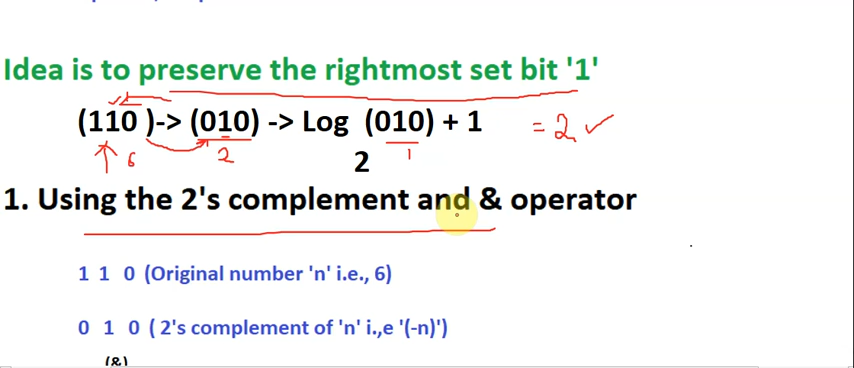 Idea is to preserve the rightmost set bit '1'
(110 )-> (010) -> Log (010) + 1 = 2 ✓
6 2 2 1
1. Using the 2's complement and & operator
1 1 0 (Original number 'n' i.e., 6)
0 1 0 ( 2's complement of 'n' i.,e '(-n)')
(&)